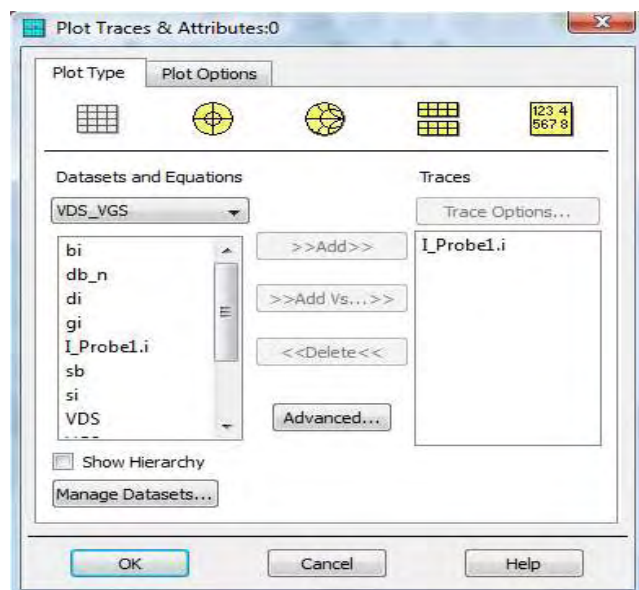 Plot Traces & Attributes:0
Plot Type
Plot Options
123 4
567 8
Datasets and Equations
Traces
VDS_VGS
Trace Options...
bi
db_n
di
gi
I_Probe1.i
sb
si
VDS
>>Add>>
>>Add Vs...>>
<<Delete<<
Advanced...
I_Probe1.i
Show Hierarchy
Manage Datasets...
OK
Cancel
Help